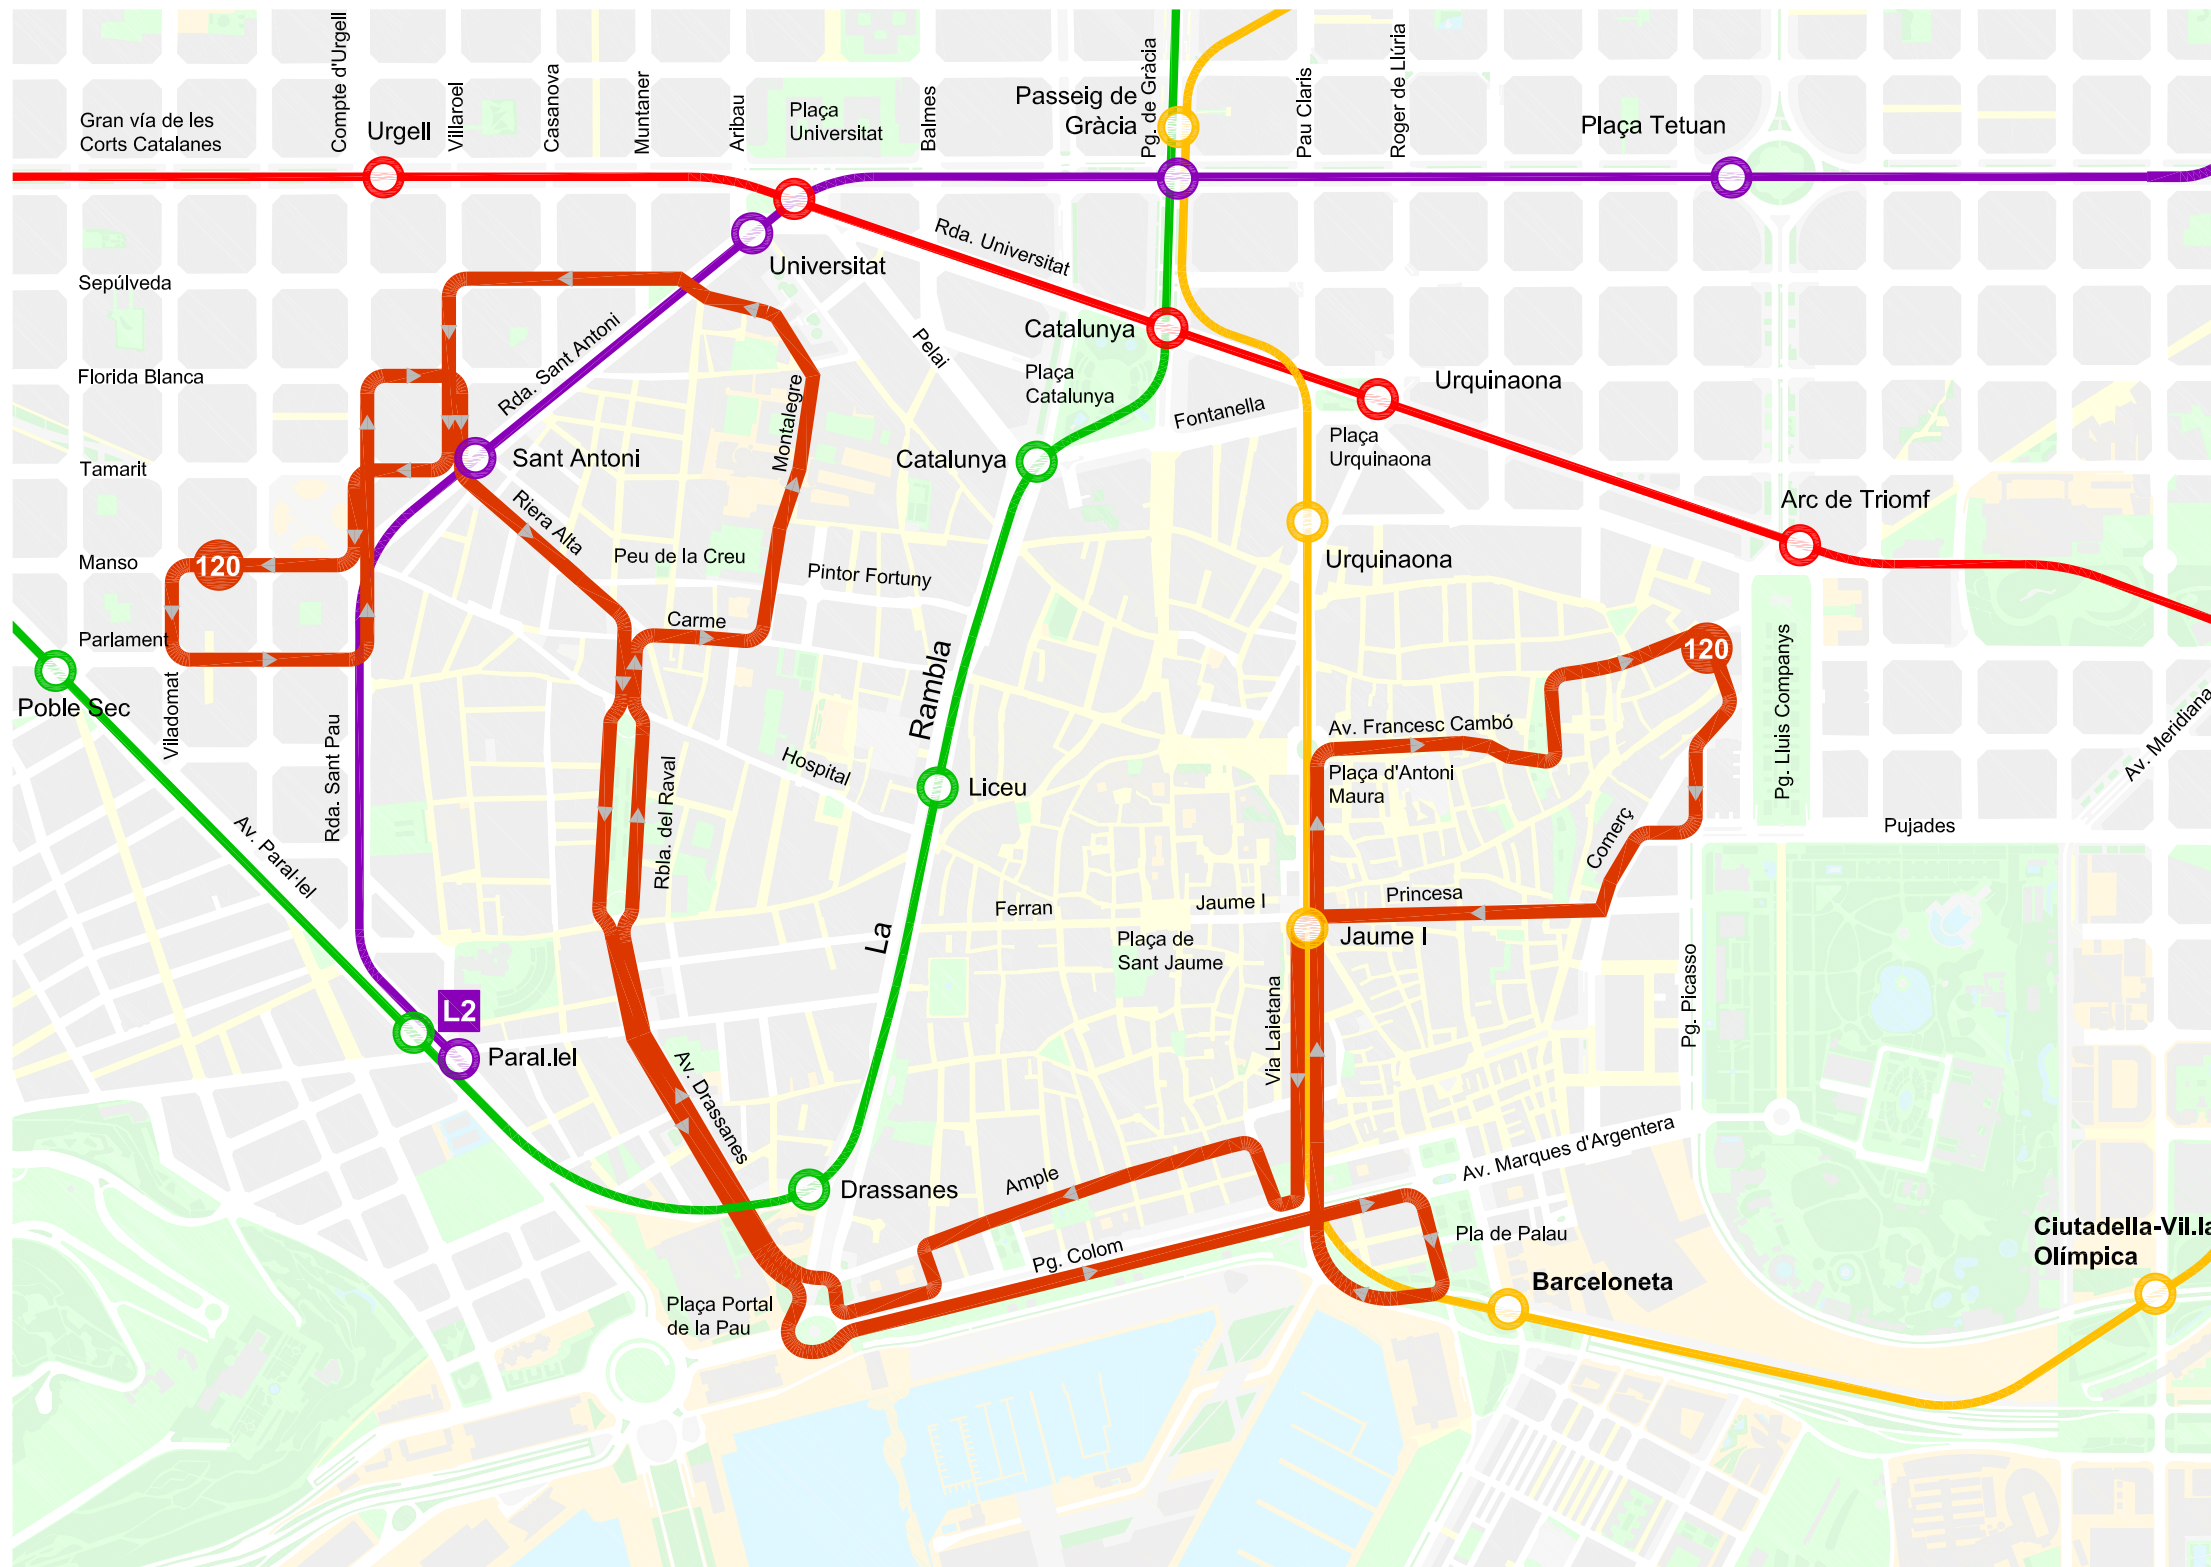 Compte d'Urgell
Villaroel
Casanova
Muntaner
Aribau
Balmes
Pg. de Gràcia
Pau Claris
Roger de Llúria
Gran vía de les
Corts Catalanes
Urgell
Plaça
Universitat
Passeig de
Gràcia
Plaça Tetuan
Rda. Universitat
Universitat
Sepúlveda
Catalunya
Rda. Sant Antoni
Pelai
Plaça
Catalunya
Florida Blanca
Urquinaona
Fontanella
Montalegre
Plaça
Urquinaona
Tamarit
Sant Antoni
Catalunya
Arc de Triomf
Riera Alta
Manso
120
Peu de la Creu
Pintor Fortuny
Urquinaona
Carme
Parlament
120
Poble Sec
Viladomat
La
Rambla
Pg. Lluis Companys
Av. Meridiana
Av. Francesc Cambó
Plaça d'Antoni
Maura
Hospital
Liceu
Rda. Sant Pau
Rbla. del Raval
Av. Paral·lel
Comerç
Pujades
Princesa
Jaume I
Ferran
Jaume I
Plaça de
Sant Jaume
Via Laietana
Pg. Picasso
L2
Paral.lel
Av. Drassanes
Av. Marques d'Argentera
Drassanes
Ample
Pg. Colom
Pla de Palau
Ciutadella-Vil.la
Olímpica
Barceloneta
Plaça Portal
de la Pau